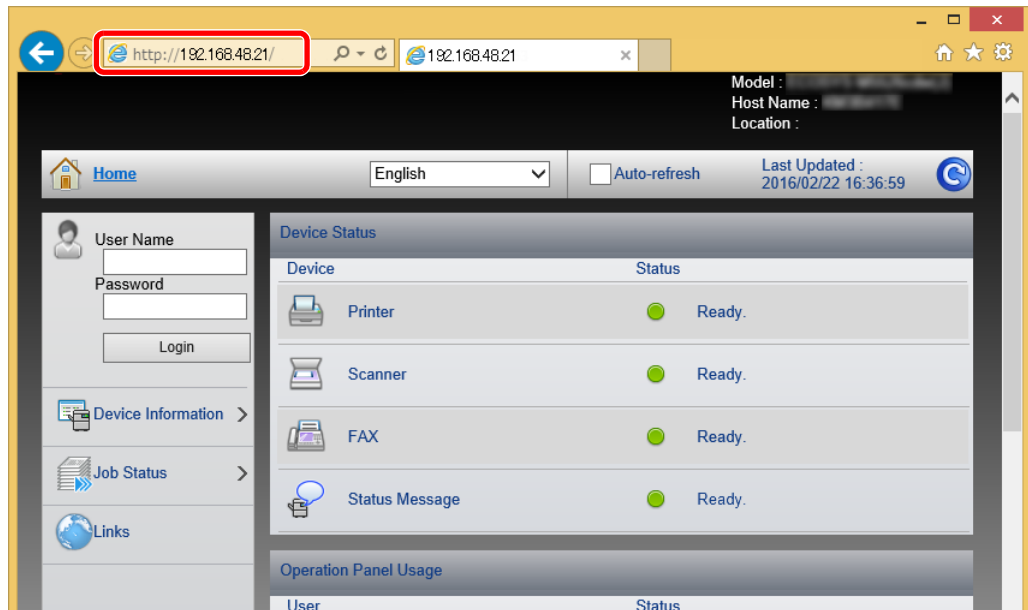 http://192.168.48.21/
192.168.48.21
Model :
Host Name :
Location :
Home
English
Auto-refresh
Last Updated :
2016/02/22 16:36:59
User Name
Password
Login
Device Information
Job Status
Links
Device Status
Device Status
Printer Ready.
Scanner Ready.
FAX Ready.
Status Message Ready.
Operation Panel Usage
User Status